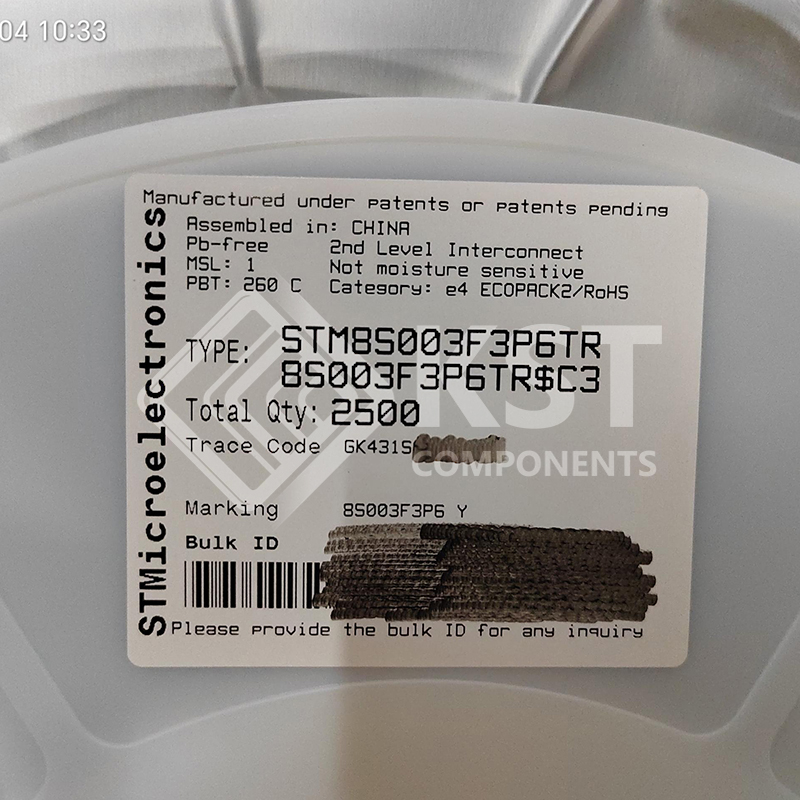 04 10:33
Manufactured under patents or patents pending
Assembled in: CHINA
Pb-free 2nd Level Interconnect
MSL: 1 Not moisture sensitive
PBT: 260 C Category: e4 ECOPACK2/RoHS
TYPE: STM8S003F3P6TR
8S003F3P6TR$C3
Total Qty: 2500
Trace Code GK431S
Marking 8S003F3P6 Y
Bulk ID
Please provide the bulk ID for any inquiry
STMicroelectronics
KST
COMPONENTS